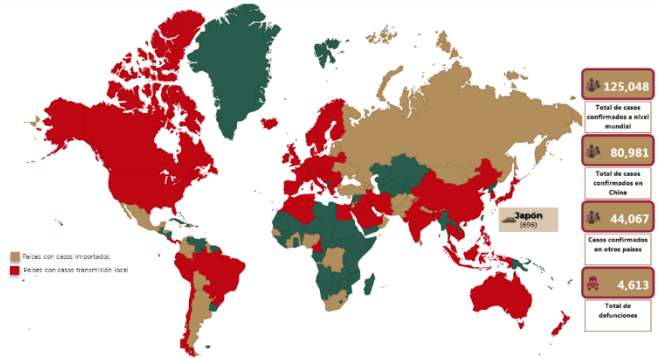 125,048
Total de casos
confirmados a nivel
mundial
80,981
Total de casos
confirmados en
China
Japón
(696)
44,067
Casos confirmados
en otros países
Países con casos importados
Países con casos transmisión local
4,613
Total de
defunciones